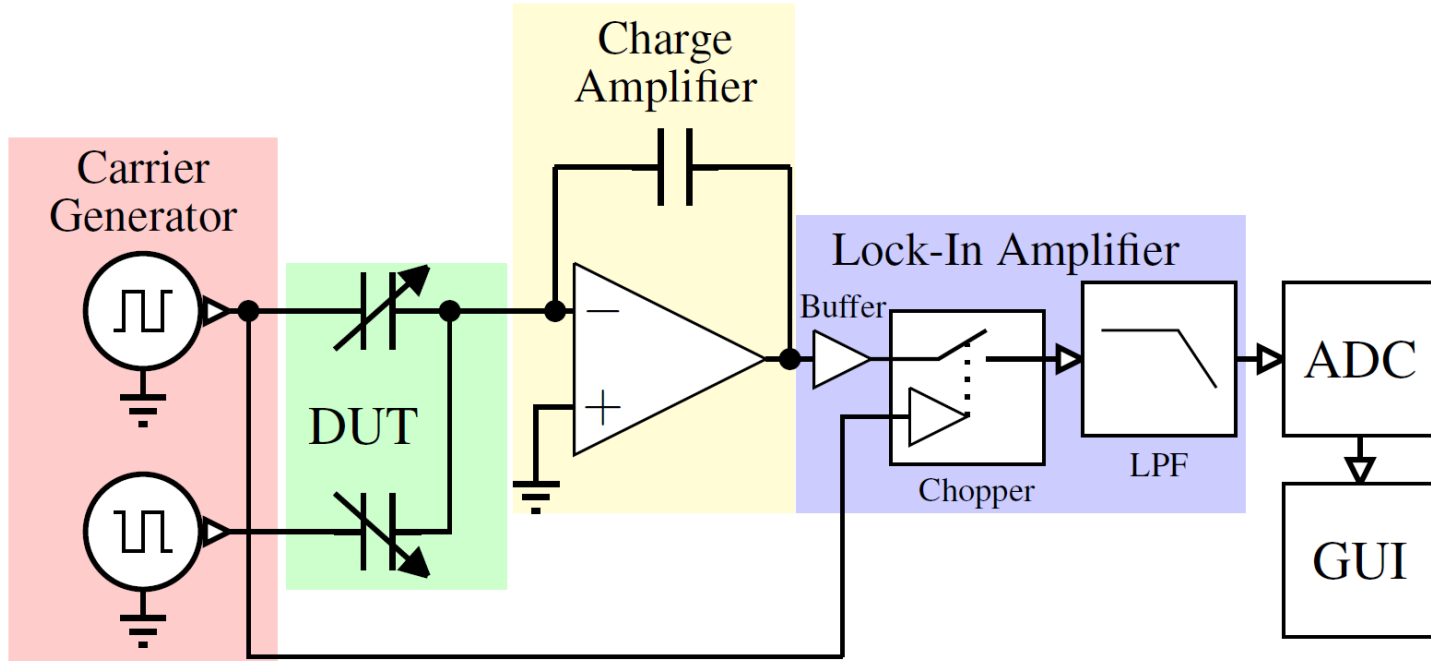 Charge
Amplifier
Carrier
Generator
Lock-In Amplifier
Buffer
−
+
DUT
ADC
LPF
Chopper
GUI